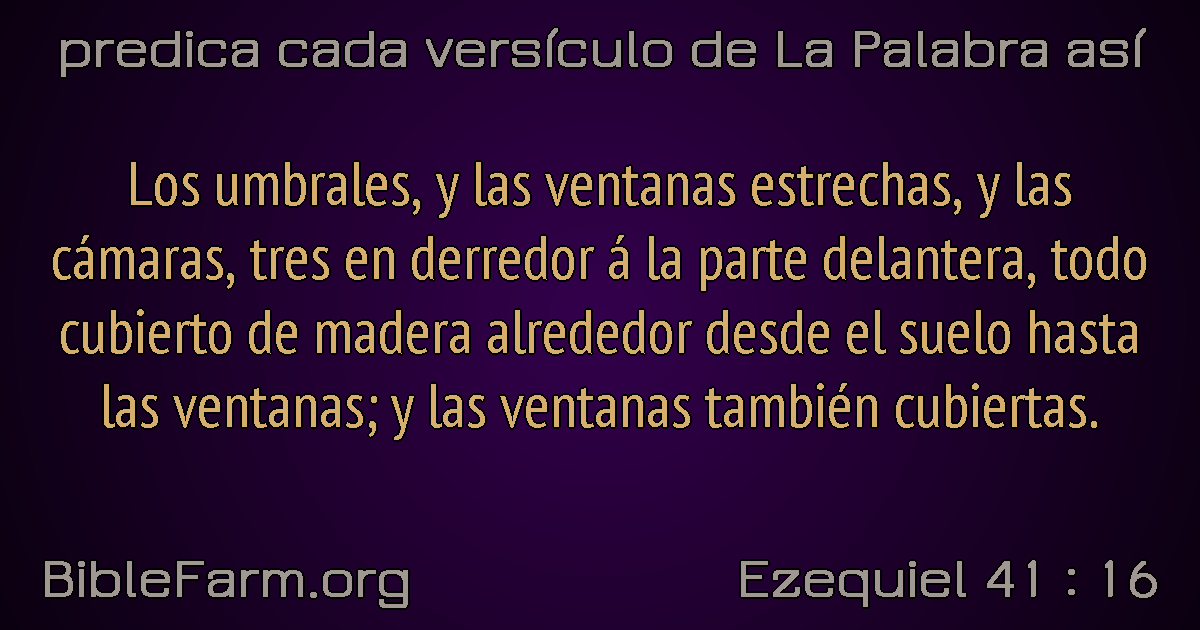 predica cada versículo de La Palabra así
Los umbrales, y las ventanas estrechas, y las
cámaras, tres en derredor á la parte delantera, todo
cubierto de madera alrededor desde el suelo hasta
las ventanas; y las ventanas también cubiertas.
BibleFarm.org
Ezequiel 41 : 16